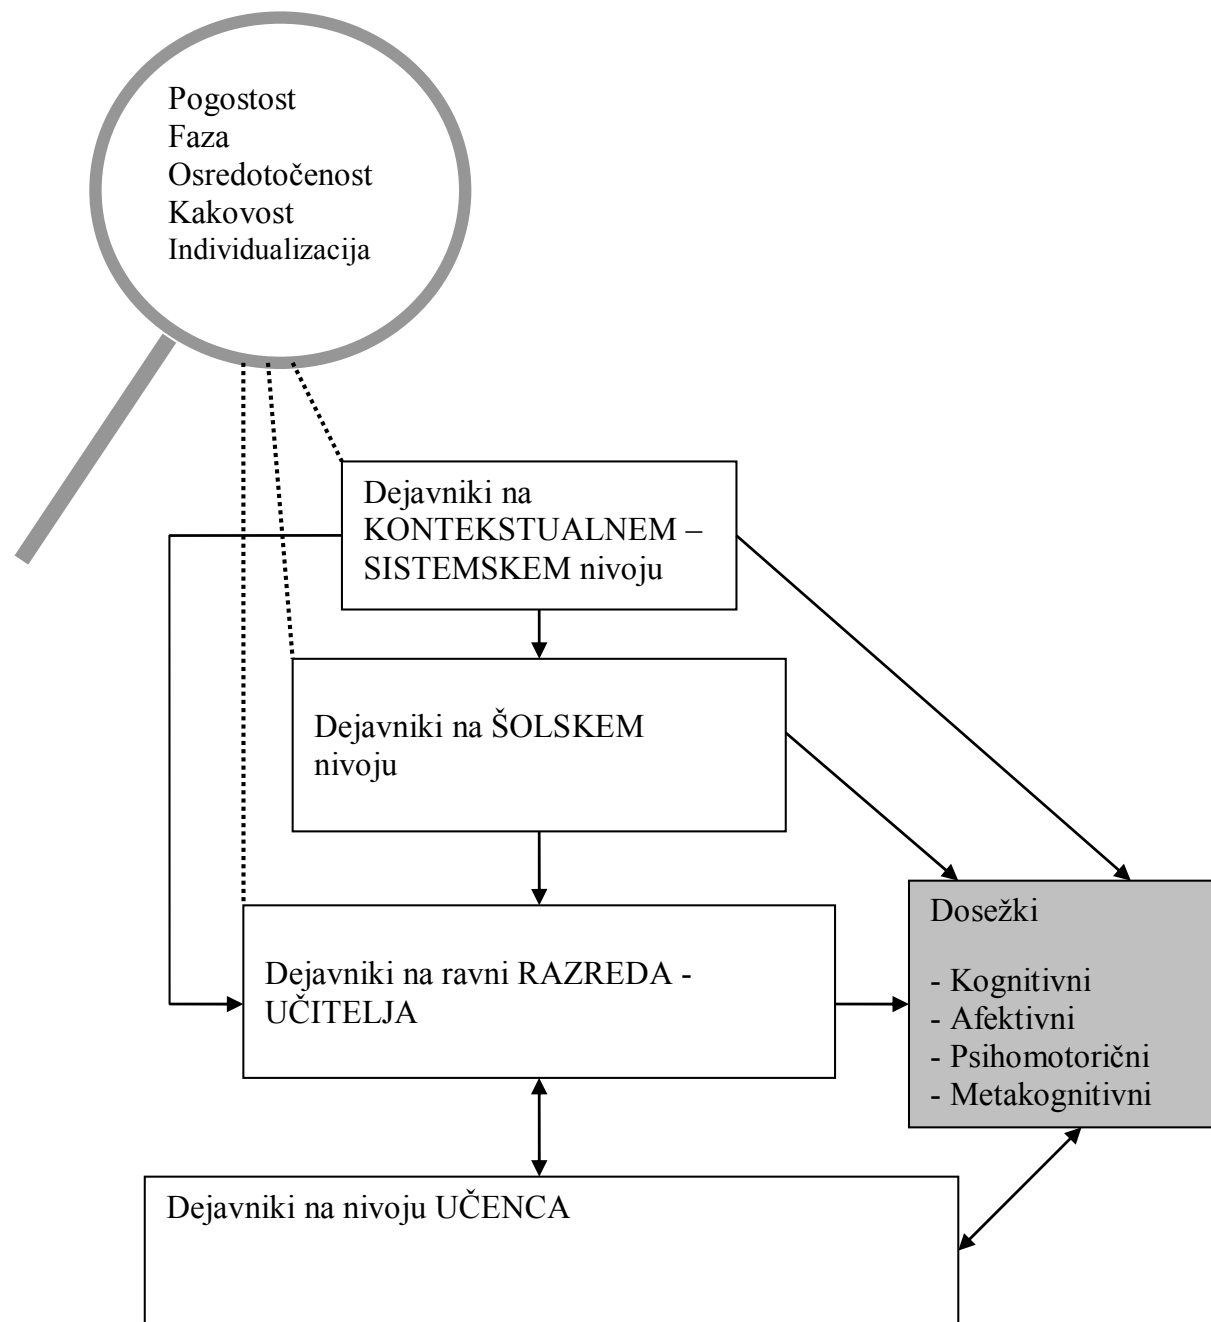 Pogostost
Faza
Osredotočenost
Kakovost
Individualizacija
Dejavniki na
KONTEKSTUALNEM –
SISTEMSKEM nivoju
Dejavniki na ŠOLSKEM
nivoju
Dejavniki na ravni RAZREDA -
UČITELJA
Dosežki
- Kognitivni
- Afektivni
- Psihomotorični
- Metakognitivni
Dejavniki na nivoju UČENCA